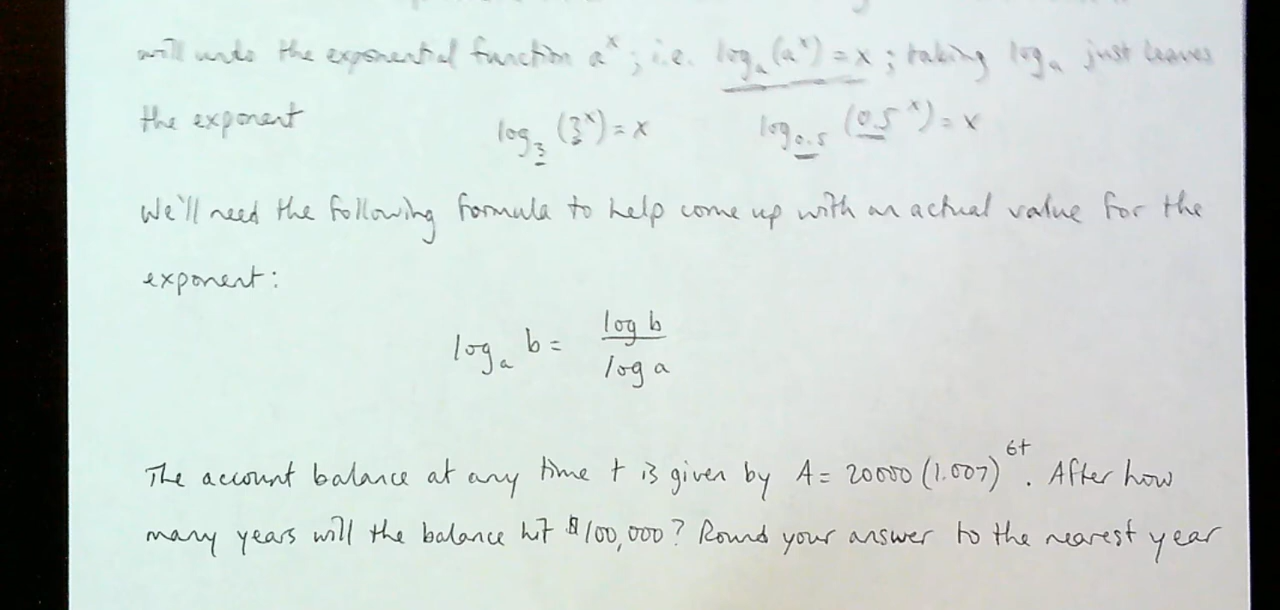 will undo the exponential function a^x; i.e. log_a (a^x) = x; taking log_a just leaves
the exponent log_3 (3^x) = x log_0.5 (0.5^x) = x
We'll need the following formula to help come up with an actual value for the
exponent:
log_a b = log b / log a
The account balance at any time t is given by A = 20000 (1.007)^6t. After how
many years will the balance hit $100,000? Round your answer to the nearest year